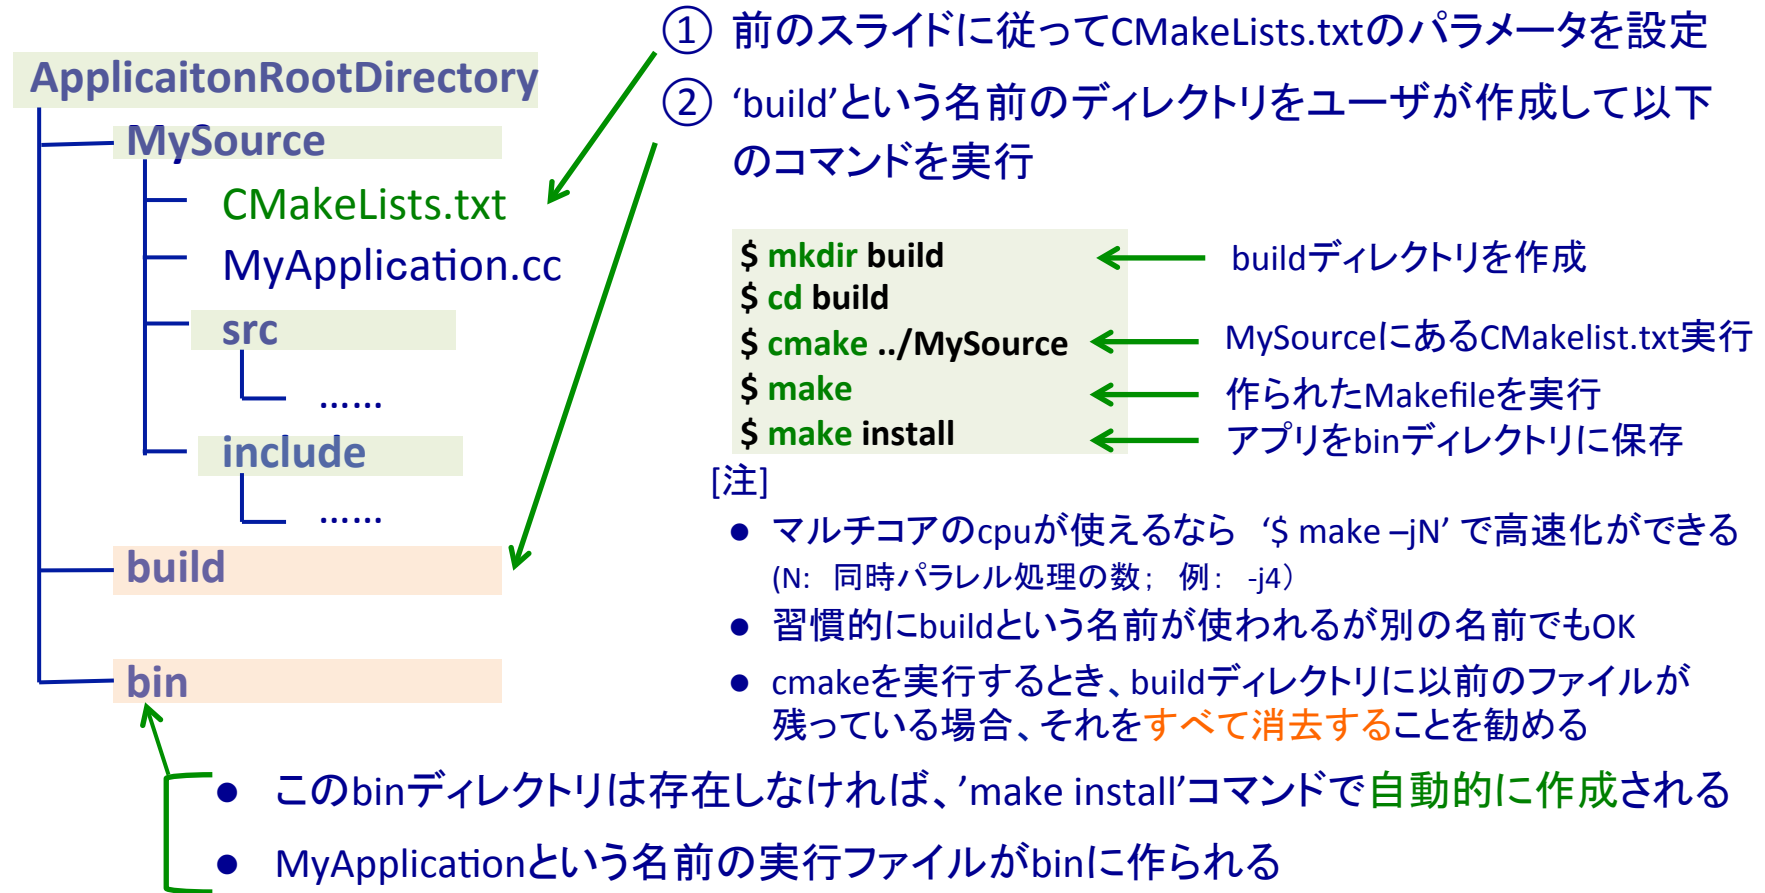 ApplicaitonRootDirectory
MySource
CMakeLists.txt
MyApplication.cc
src
......
include
......
build
bin
① 前のスライドに従ってCMakeLists.txtのパラメータを設定
② ‘build’という名前のディレクトリをユーザが作成して以下
のコマンドを実行
$ mkdir build
buildディレクトリを作成
$ cd build
$ cmake ../MySource
MySourceにあるCMakelist.txt実行
$ make
作られたMakefileを実行
$ make install
アプリをbinディレクトリに保存
[注]
● マルチコアのcpuが使えるなら ‘$ make –jN’ で高速化ができる
(N: 同時パラレル処理の数; 例: -j4)
● 習慣的にbuildという名前が使われるが別の名前でもOK
● cmakeを実行するとき、buildディレクトリに以前のファイルが
残っている場合、それをすべて消去することを勧める
● このbinディレクトリは存在しなければ、’make install’コマンドで自動的に作成される
● MyApplicationという名前の実行ファイルがbinに作られる